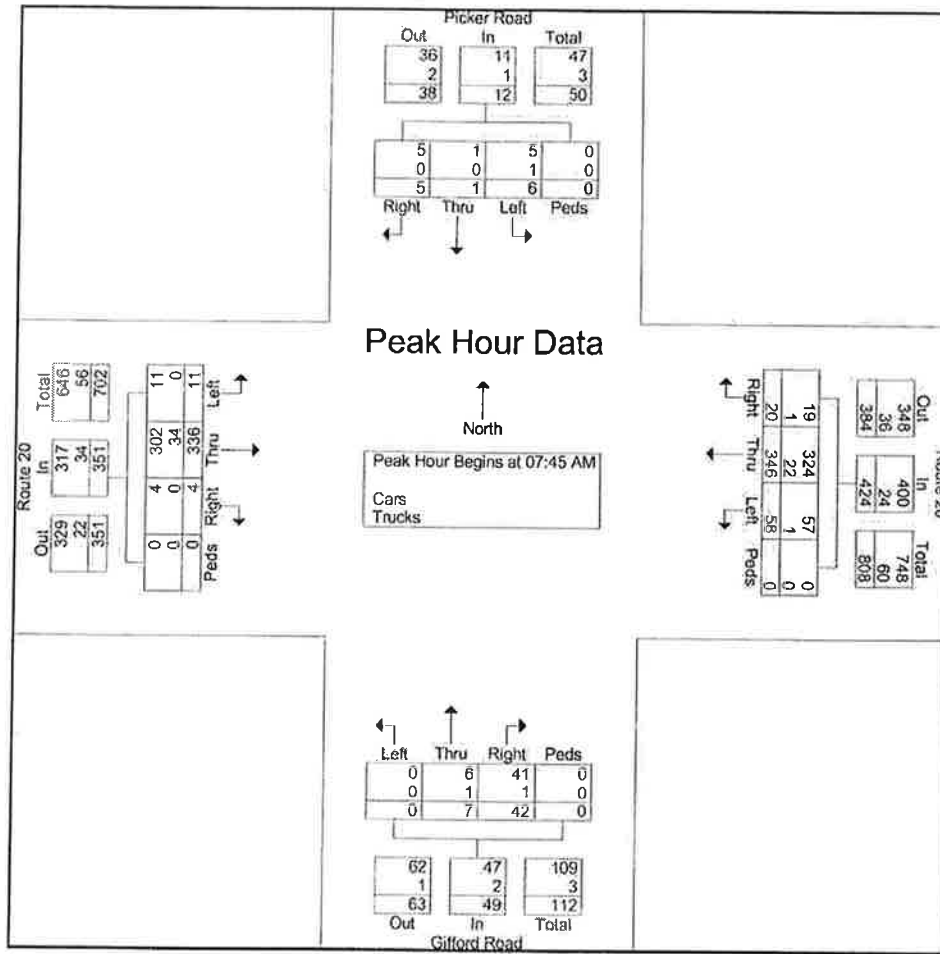 Picker Road
Out In Total
36 11 47
2 1 3
38 12 50
5 1 5 0
0 0 1 0
5 1 6 0
Right Thru Left Peds
Peak Hour Data
North
Peak Hour Begins at 07:45 AM
Cars
Trucks
Route 20
Total In Out
646 317 329
56 34 22
702 351 351
11 302 4 0
0 34 0 0
11 336 4 0
Left Thru Right Peds
Out In Total
348 400 748
36 24 60
384 424 808
19 324 57 0
1 22 1 0
20 346 58 0
Right Thru Left Peds
Left Thru Right Peds
0 6 41 0
0 1 1 0
0 7 42 0
62 47 109
1 2 3
63 49 112
Out In Total
Gifford Road